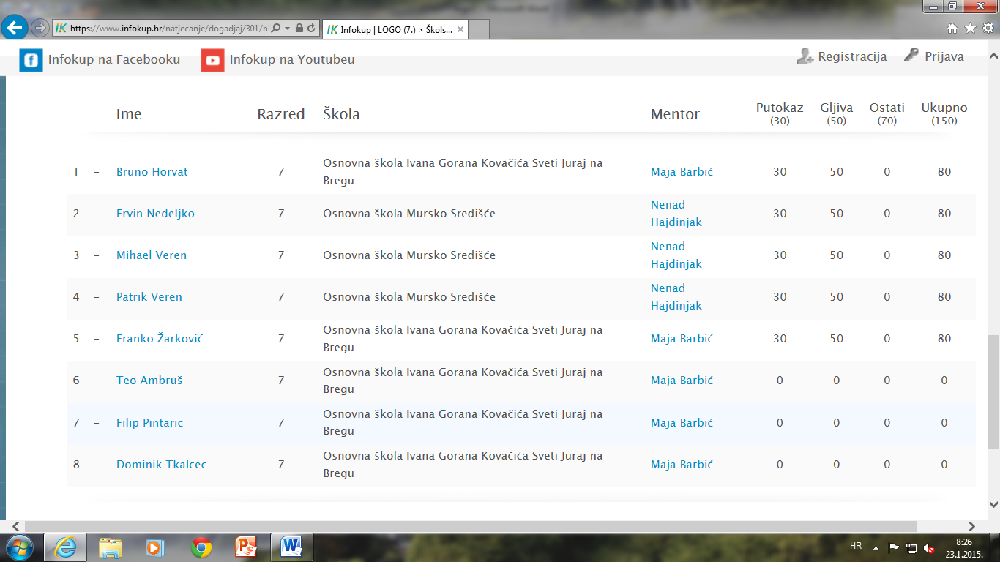 https://www.infokup.hr/natjecanje/dogadjaj/301/re
Infokup | LOGO (7.) > Škols...
Infokup na Facebooku
Infokup na Youtubeu
Registracija
Prijava
Ime Razred Škola Mentor Putokaz (30) Gljiva (50) Ostati (70) Ukupno (150)
1 – Bruno Horvat 7 Osnovna škola Ivana Gorana Kovačića Sveti Juraj na
Bregu Maja Barbić 30 50 0 80
2 – Ervin Nedeljko 7 Osnovna škola Mursko Središće Nenad
Hajdinjak 30 50 0 80
3 – Mihael Veren 7 Osnovna škola Mursko Središće Nenad
Hajdinjak 30 50 0 80
4 – Patrik Veren 7 Osnovna škola Mursko Središće Nenad
Hajdinjak 30 50 0 80
5 – Franko Žarković 7 Osnovna škola Ivana Gorana Kovačića Sveti Juraj na
Bregu Maja Barbić 30 50 0 80
6 – Teo Ambruš 7 Osnovna škola Ivana Gorana Kovačića Sveti Juraj na
Bregu Maja Barbić 0 0 0 0
7 – Filip Pintaric 7 Osnovna škola Ivana Gorana Kovačića Sveti Juraj na
Bregu Maja Barbić 0 0 0 0
8 – Dominik Tkalcec 7 Osnovna škola Ivana Gorana Kovačića Sveti Juraj na
Bregu Maja Barbić 0 0 0 0
HR
8:26
23.1.2015.